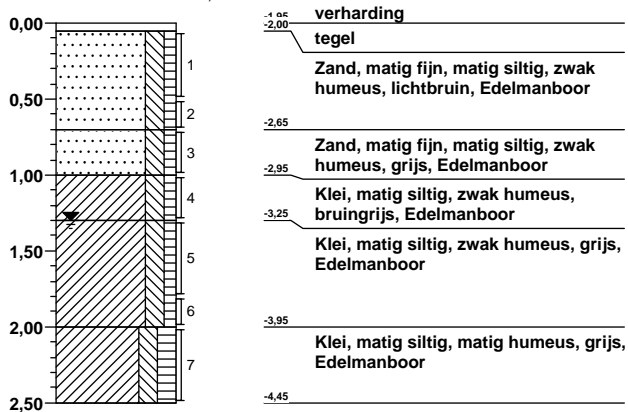 0,00
0,50
1,00
1,50
2,00
2,50
1
2
3
4
5
6
7
-1,95
verharding
-2,00
tegel
Zand, matig fijn, matig siltig, zwak
humeus, lichtbruin, Edelmanboor
-2,65
Zand, matig fijn, matig siltig, zwak
humeus, grijs, Edelmanboor
-2,95
Klei, matig siltig, zwak humeus,
bruingrijs, Edelmanboor
-3,25
Klei, matig siltig, zwak humeus, grijs,
Edelmanboor
-3,95
Klei, matig siltig, matig humeus, grijs,
Edelmanboor
-4,45